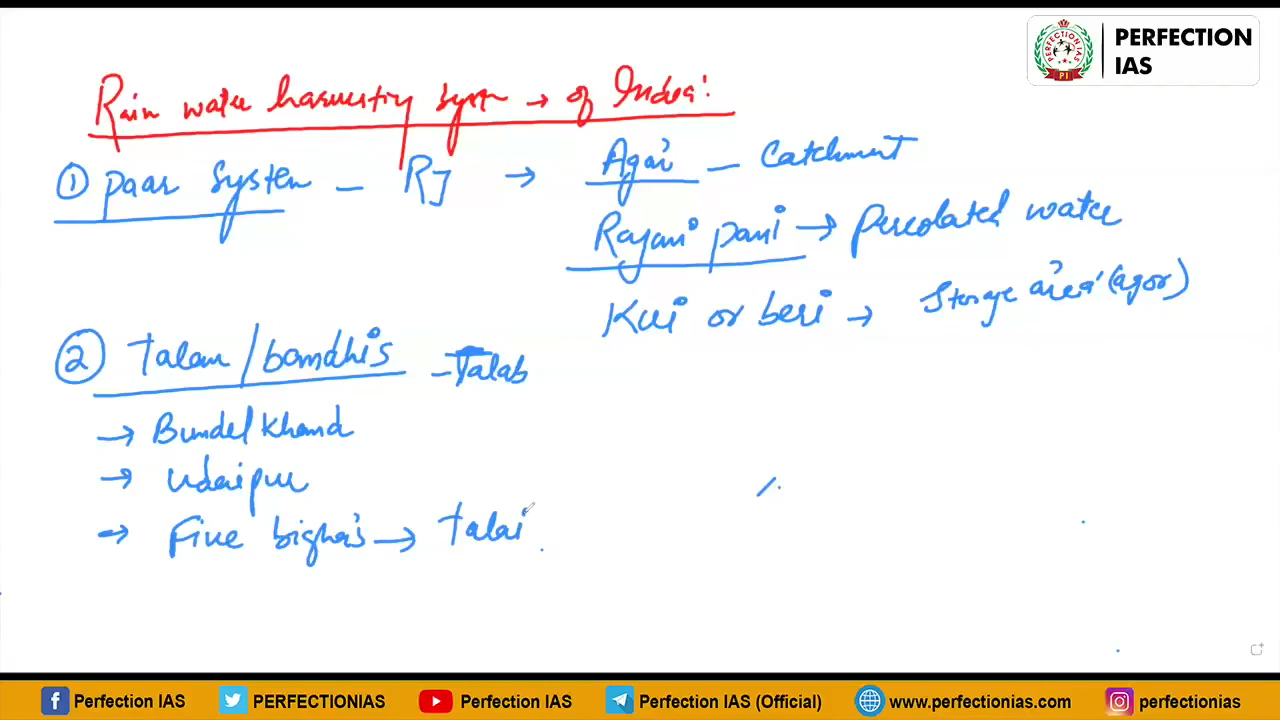 PERFECTION
IAS
Rain water harvesting system → of India:
① paar system – RJ → Agar – Catchment
Rajani pani → percolated water
Kui or beri → storage area (agor)
② Talan/bandhis – Talab
→ Bundelkhand
→ Udaipur
→ Five bigha's → talai
Perfection IAS
PERFECTIONIAS
Perfection IAS
Perfection IAS (Official)
www.perfectionias.com
perfectionias